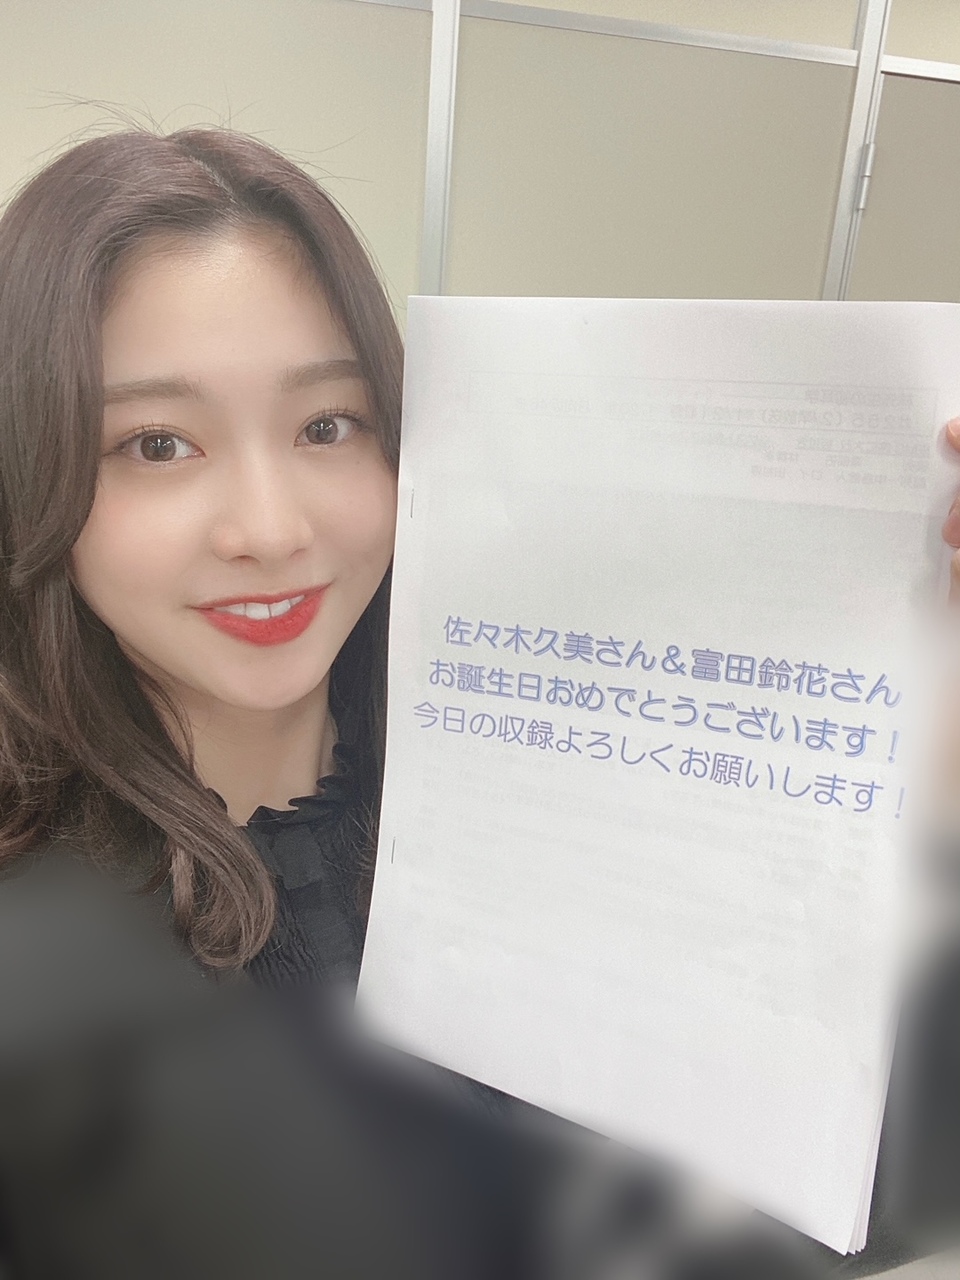 佐々木久美さん＆富田鈴花さん
お誕生日おめでとうございます！
今日の収録よろしくお願いします！